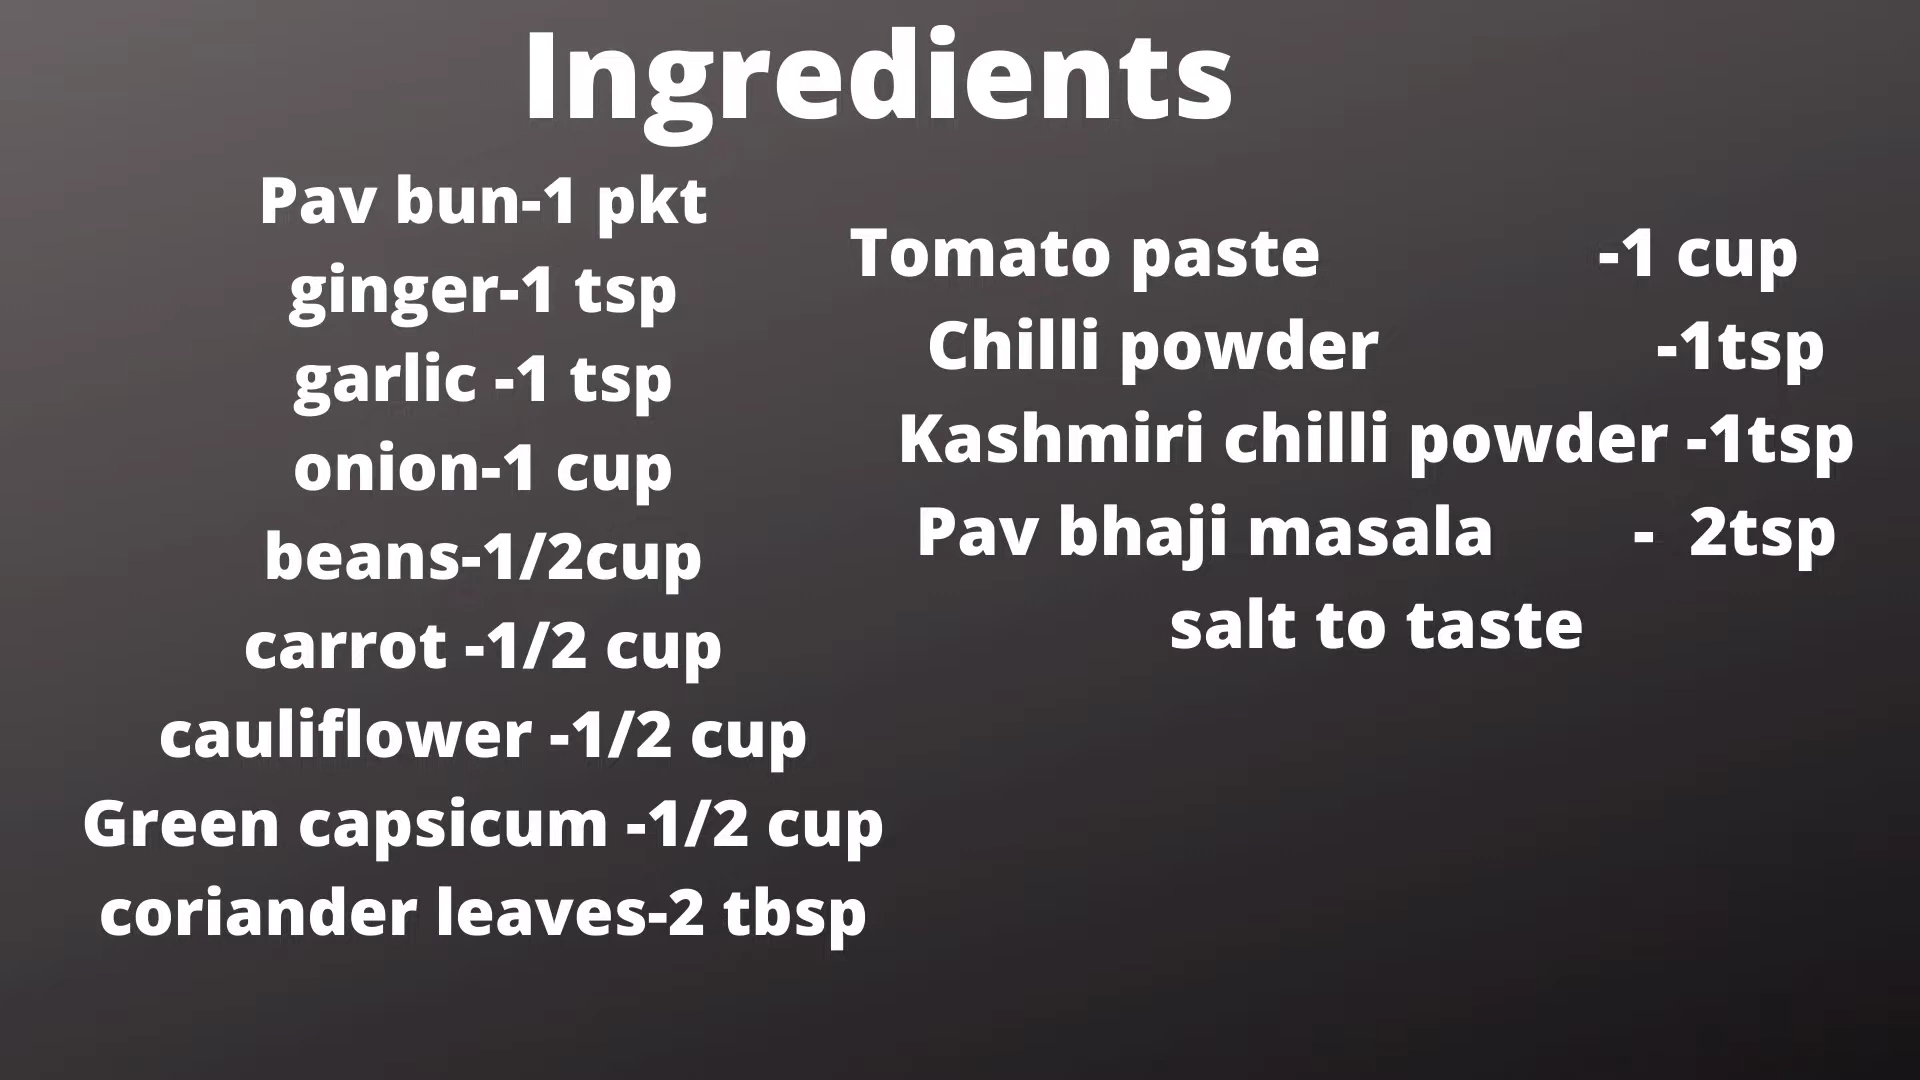 Ingredients
Pav bun-1 pkt
ginger-1 tsp
garlic -1 tsp
onion-1 cup
beans-1/2cup
carrot -1/2 cup
cauliflower -1/2 cup
Green capsicum -1/2 cup
coriander leaves-2 tbsp
Tomato paste -1 cup
Chilli powder -1tsp
Kashmiri chilli powder -1tsp
Pav bhaji masala - 2tsp
salt to taste